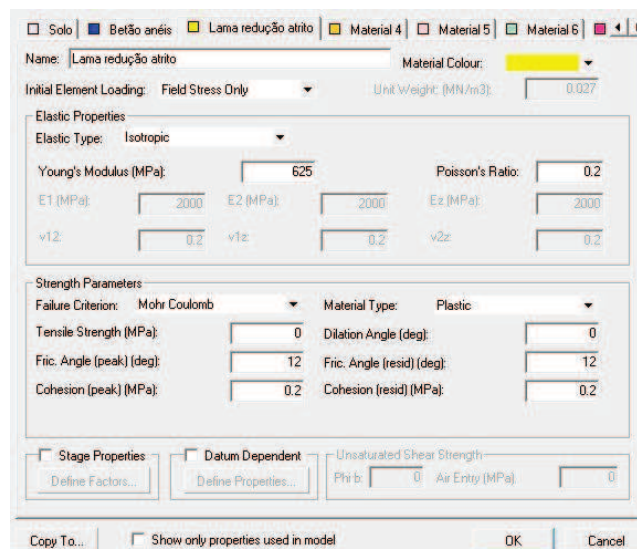 Solo Betão anéis Lama redução atrito Material 4 Material 5 Material 6
Name: Lama redução atrito Material Colour:
Initial Element Loading: Field Stress Only Unit Weight: (MN/m3): 0.027
Elastic Properties
Elastic Type: Isotropic
Young's Modulus (MPa): 625 Poisson's Ratio: 0.2
E1 (MPa): 2000 E2 (MPa): 2000 Ez (MPa): 2000
v12: 0.2 v1z: 0.2 v2z: 0.2
Strength Parameters
Failure Criterion: Mohr Coulomb Material Type: Plastic
Tensile Strength (MPa): 0 Dilation Angle (deg): 0
Fric. Angle (peak) (deg): 12 Fric. Angle (resid) (deg): 12
Cohesion (peak) (MPa): 0.2 Cohesion (resid) (MPa): 0.2
Stage Properties Datum Dependent Unsaturated Shear Strength
Define Factors... Define Properties... Phi b: 0 Air Entry (MPa): 0
Copy To... Show only properties used in model OK Cancel